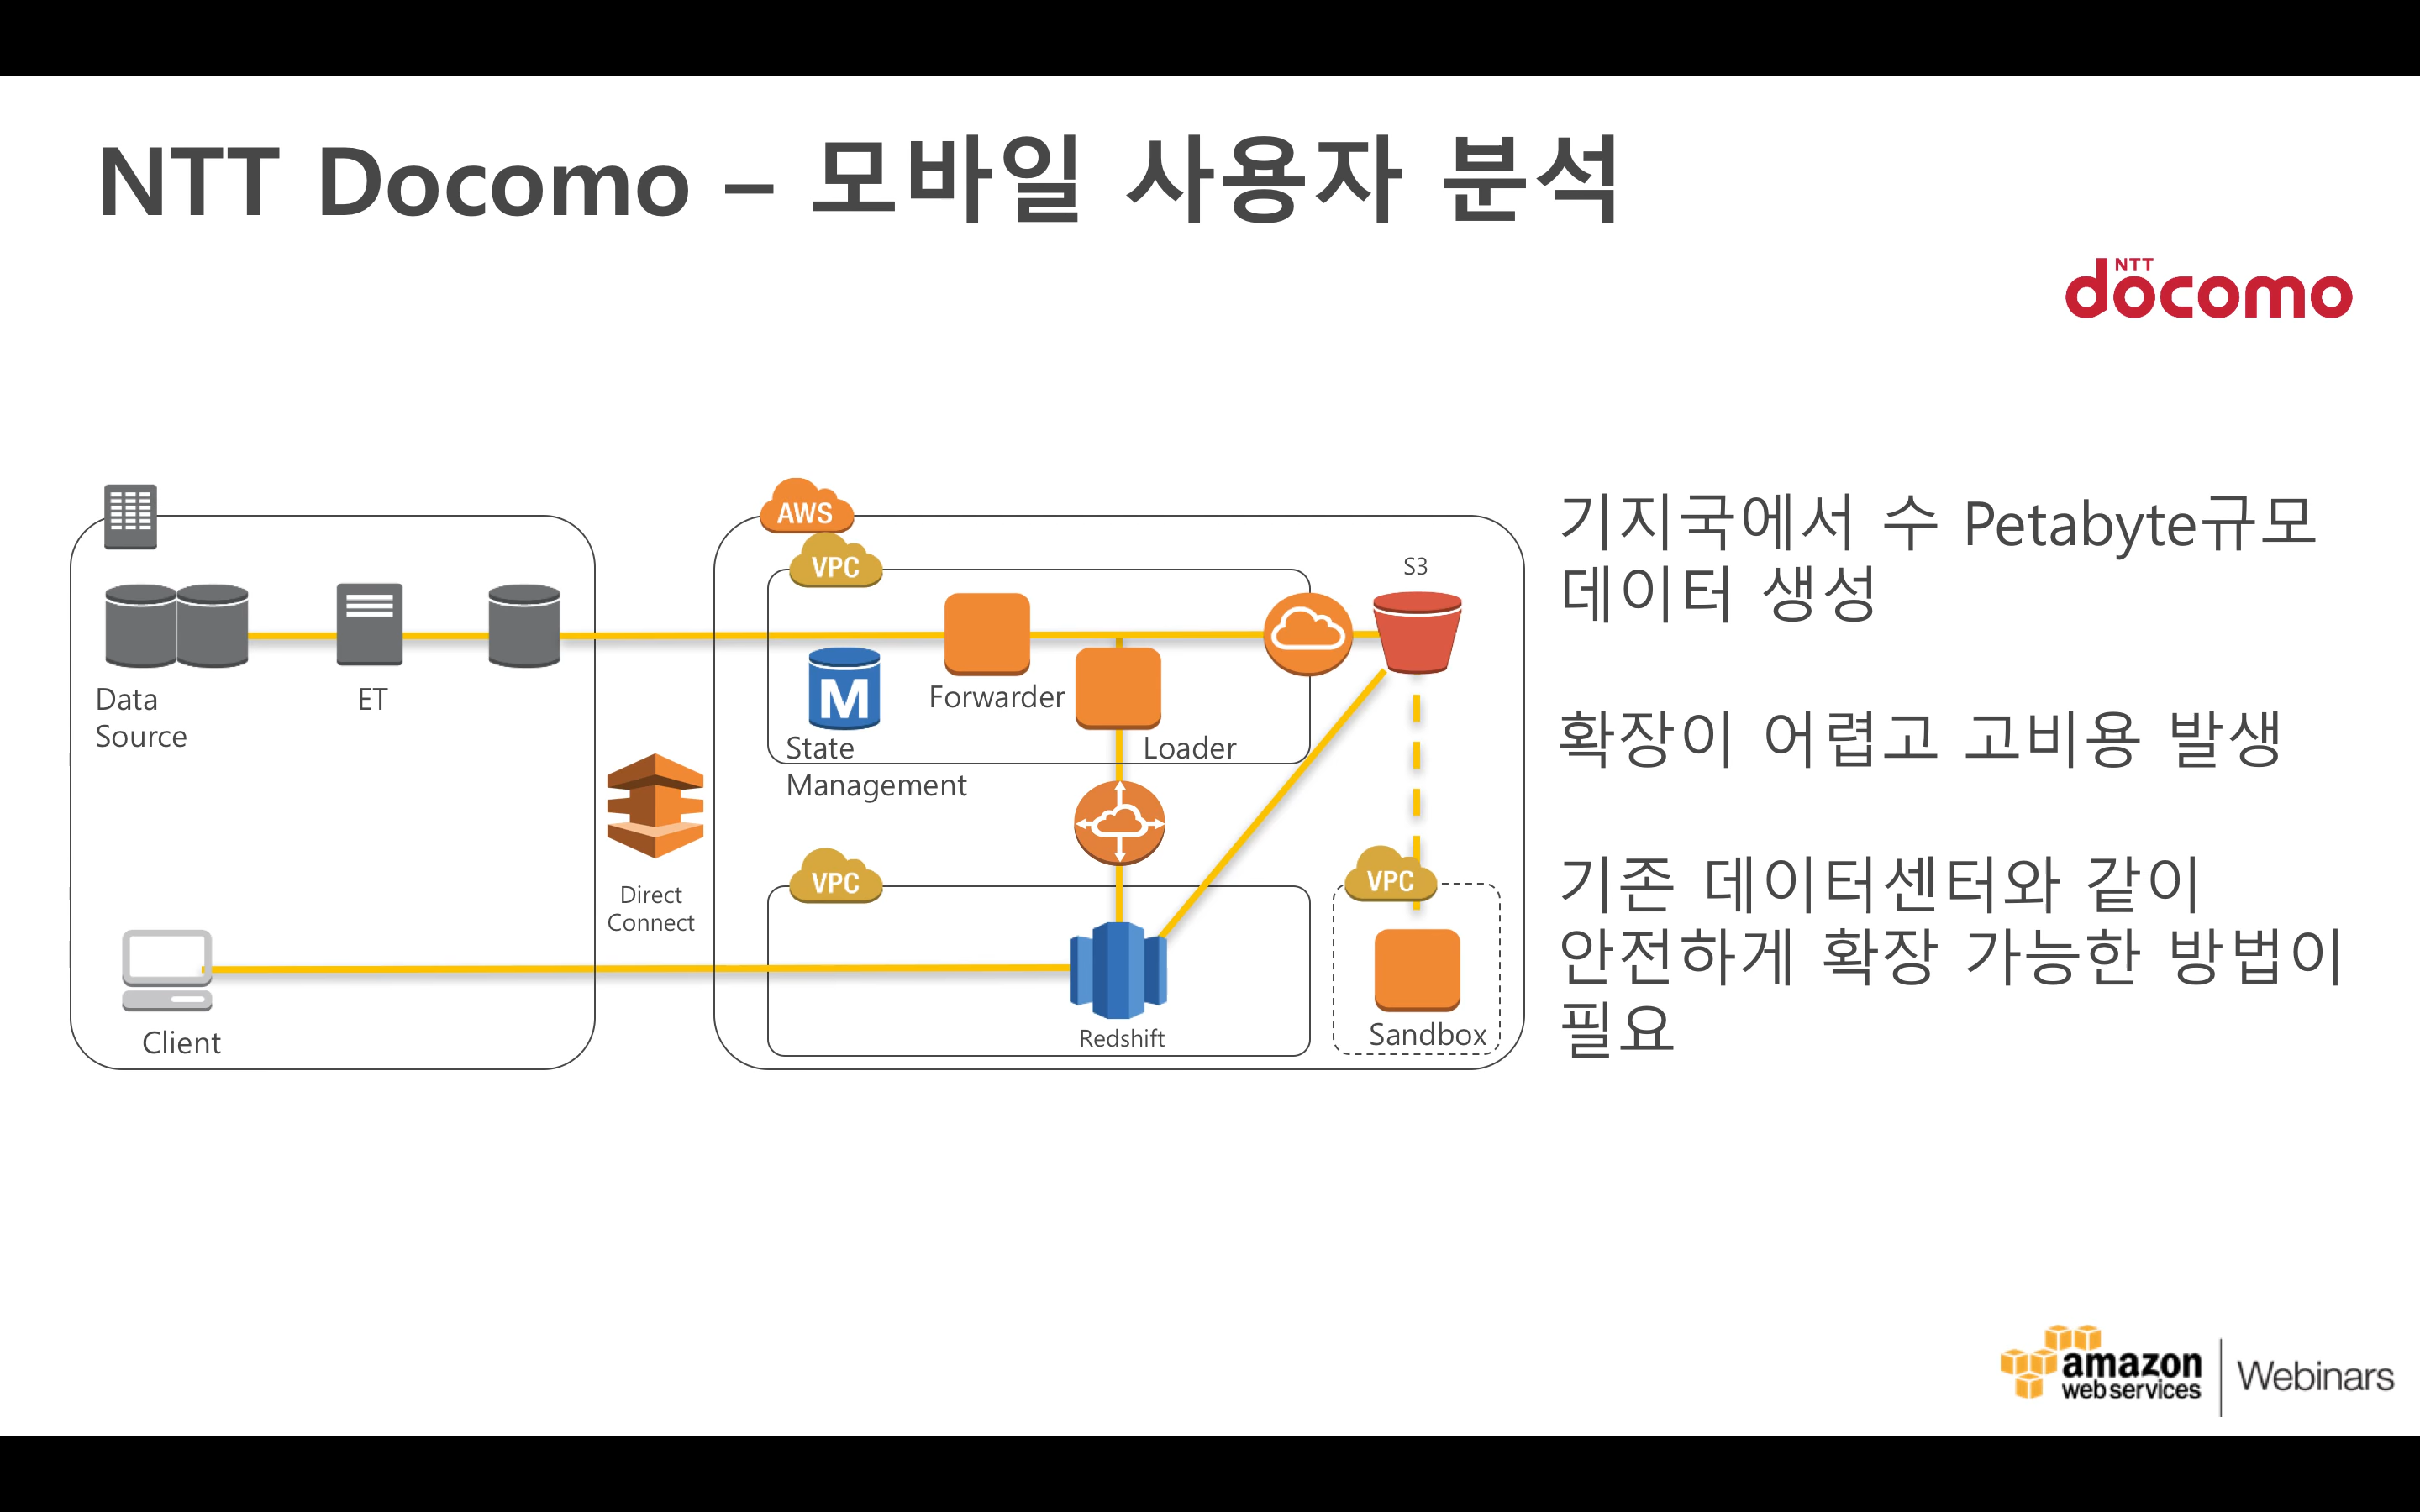 NTT Docomo – 모바일 사용자 분석
NTT
docomo
AWS
VPC
S3
기지국에서 수 Petabyte규모
데이터 생성
Data
Source
ET
M
Forwarder
State
Management
Loader
확장이 어렵고 고비용 발생
Direct
Connect
VPC
VPC
기존 데이터센터와 같이
안전하게 확장 가능한 방법이
필요
Client
Redshift
Sandbox
amazon
web services
Webinars